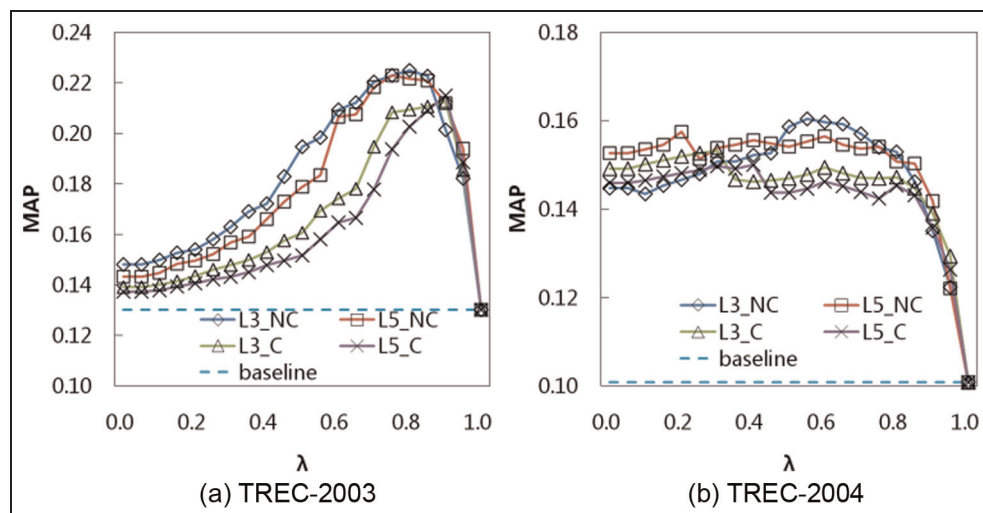 0.24
0.22
0.20
0.18
0.16
0.14
0.12
0.10
MAP
L3_NC L5_NC
L3_C L5_C
baseline
0.0 0.2 0.4 0.6 0.8 1.0
λ
(a) TREC-2003
0.18
0.16
0.14
0.12
0.10
MAP
L3_NC L5_NC
L3_C L5_C
baseline
0.0 0.2 0.4 0.6 0.8 1.0
λ
(b) TREC-2004